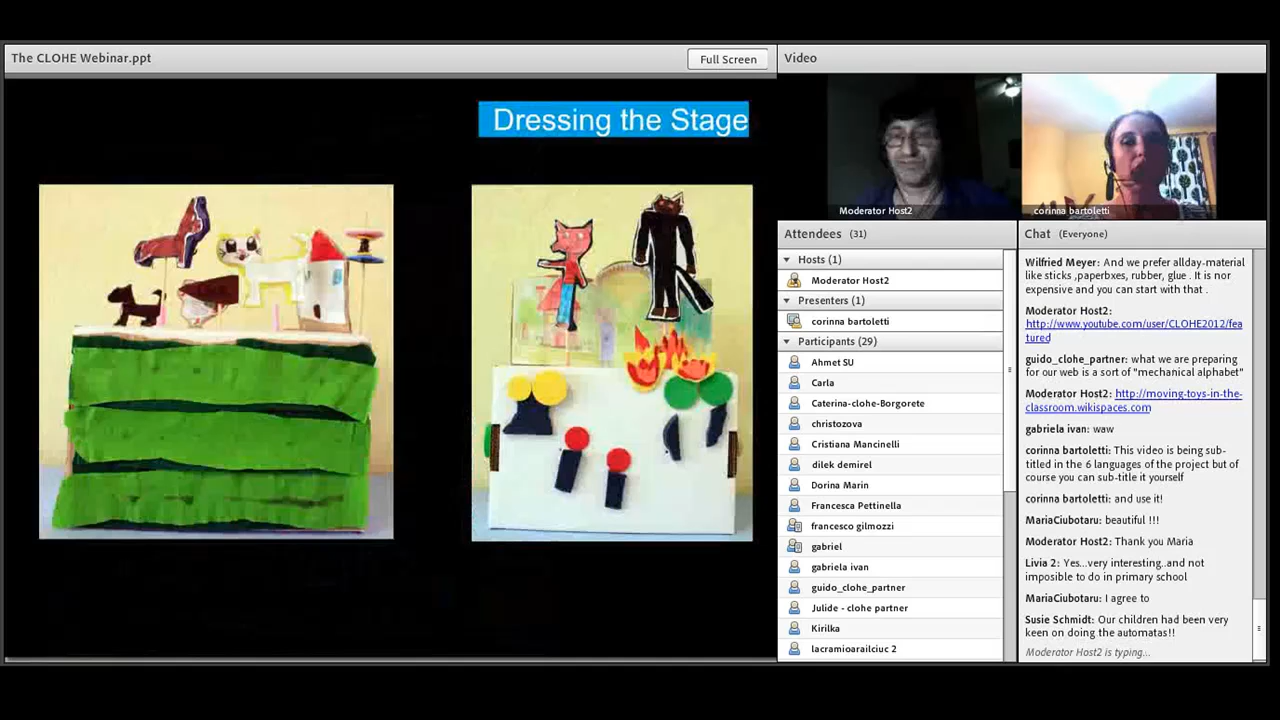 The CLOHE Webinar.ppt
Full Screen
Dressing the Stage
Video
Moderator Host2
corinna bartoletti
Attendees (31)
Hosts (1)
Moderator Host2
Presenters (1)
corinna bartoletti
Participants (29)
Ahmet SU
Carla
Caterina-clohe-Borgorete
christozova
Cristiana Mancinelli
dilek demirel
Dorina Marin
Francesca Pettinella
francesco gilmozzi
gabriel
gabriela ivan
guido_clohe_partner
Julide - clohe partner
Kirilka
lacramioarailciuc 2
Chat (Everyone)
Wilfried Meyer: And we prefer allday-material
like sticks ,paperbxes, rubber, glue . It is nor
expensive and you can start with that .
Moderator Host2:
http://www.youtube.com/user/CLOHE2012/fea
tured
guido_clohe_partner: what we are preparing
for our web is a sort of "mechanical alphabet"
Moderator Host2: http://moving-toys-in-the-
classroom.wikispaces.com
gabriela ivan: waw
corinna bartoletti: This video is being sub-
titled in the 6 languages of the project but of
course you can sub-title it yourself
corinna bartoletti: and use it!
MariaCiubotaru: beautiful !!!
Moderator Host2: Thank you Maria
Livia 2: Yes...very interesting..and not
imposible to do in primary school
MariaCiubotaru: I agree to
Susie Schmidt: Our children had been very
keen on doing the automatas!!
Moderator Host2 is typing...